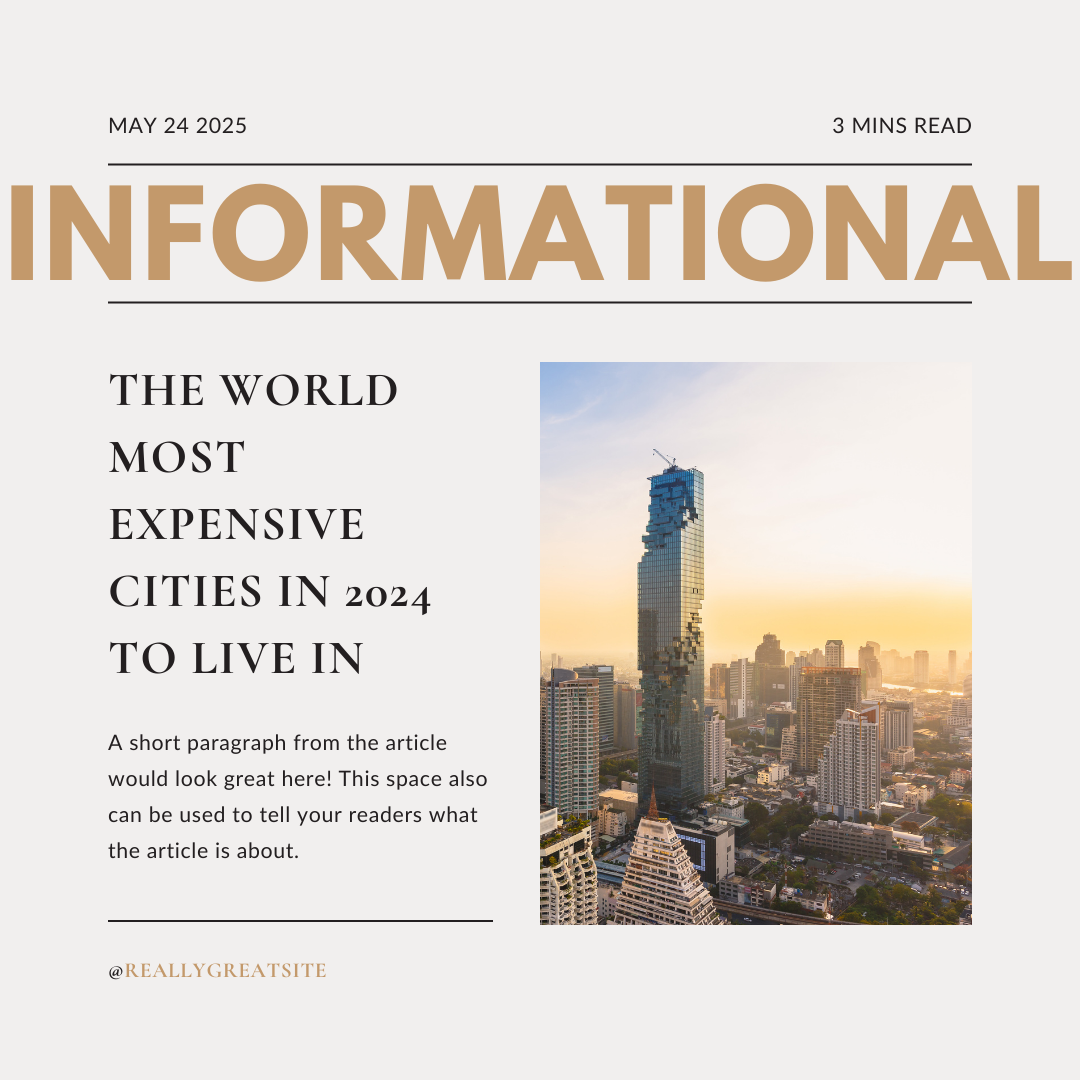 MAY 24 2025
3 MINS READ
INFORMATIONAL
THE WORLD
MOST
EXPENSIVE
CITIES IN 2024
TO LIVE IN
A short paragraph from the article
would look great here! This space also
can be used to tell your readers what
the article is about.
@REALLYGREATSITE